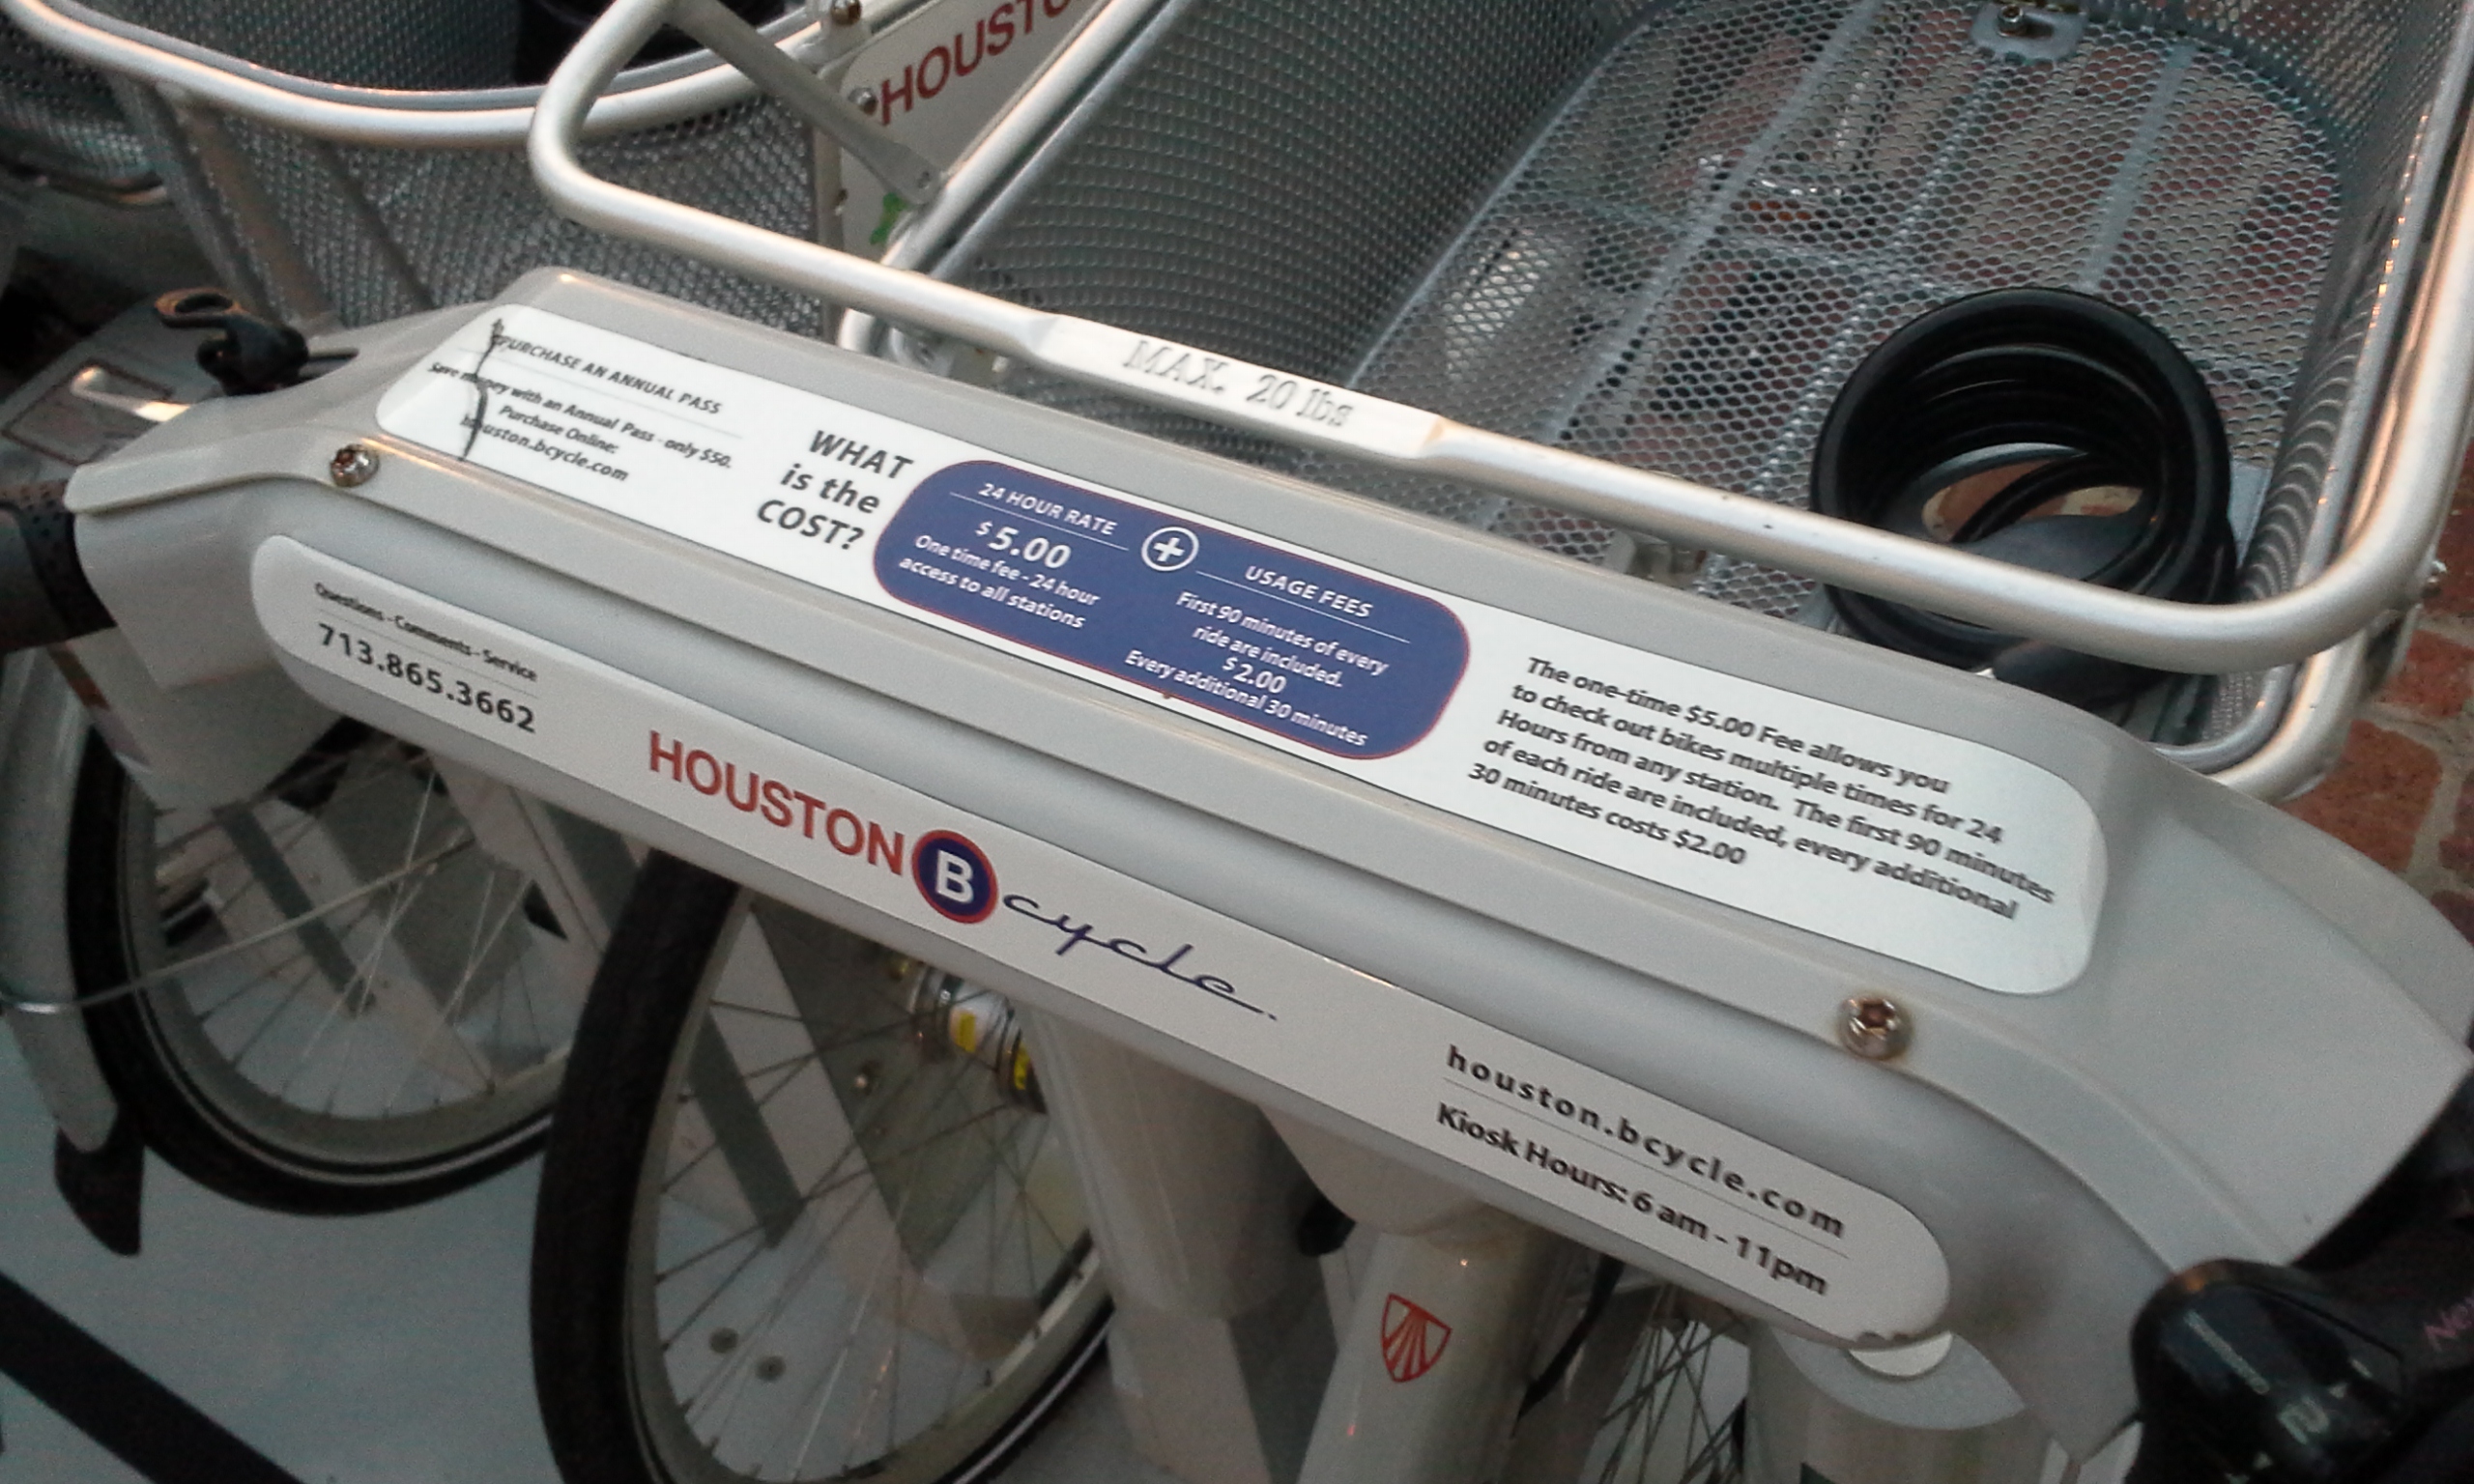 HOUSTO
MAX. 20 lbs
PURCHASE AN ANNUAL PASS
Save money with an Annual Pass - only $50.
Purchase Online:
houston.bcycle.com
WHAT
is the
COST?
24 HOUR RATE
$5.00
One time fee - 24 hour
access to all stations
+
USAGE FEES
First 90 minutes of every
ride are included.
$2.00
Every additional 30 minutes
The one-time $5.00 Fee allows you
to check out bikes multiple times for 24
Hours from any station. The first 90 minutes
of each ride are included, every additional
30 minutes costs $2.00
Questions - Comments - Service
713.865.3662
HOUSTON B cycle
houston.bcycle.com
Kiosk Hours: 6 am - 11pm